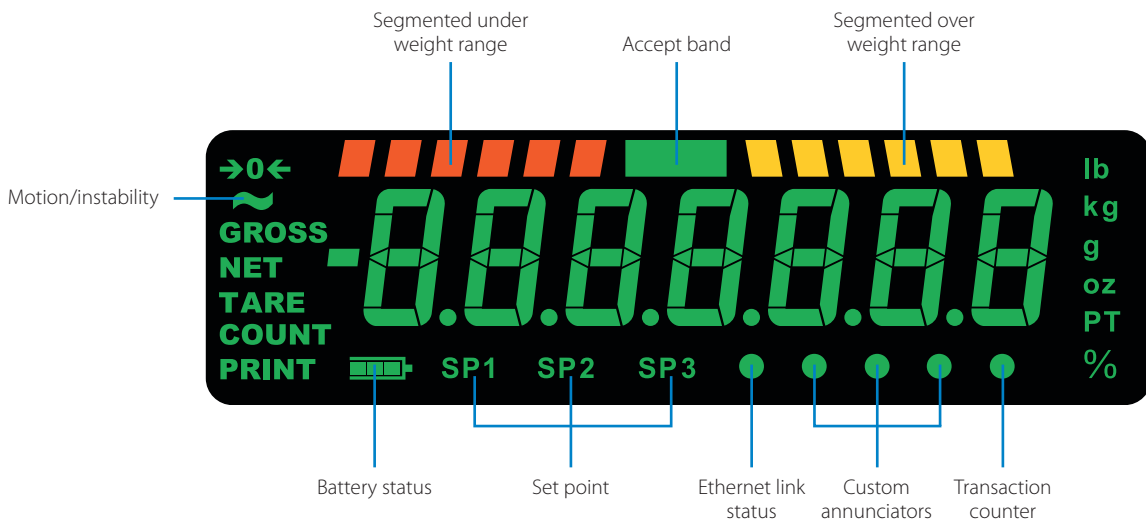 Segmented under
weight range
Accept band
Segmented over
weight range
→0←
lb
Motion/instability
~
kg
GROSS
g
NET
-8.8.8.8.8.8.8
oz
TARE
PT
COUNT
PRINT
SP1 SP2 SP3
%
Battery status
Set point
Ethernet link
status
Custom
annunciators
Transaction
counter